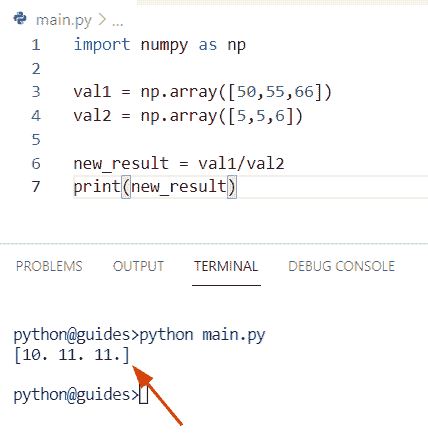 main.py > ...
1 import numpy as np
2
3 val1 = np.array([50,55,66])
4 val2 = np.array([5,5,6])
5
6 new_result = val1/val2
7 print(new_result)
PROBLEMS OUTPUT TERMINAL DEBUG CONSOLE
python@guides>python main.py
[10. 11. 11.]
python@guides>